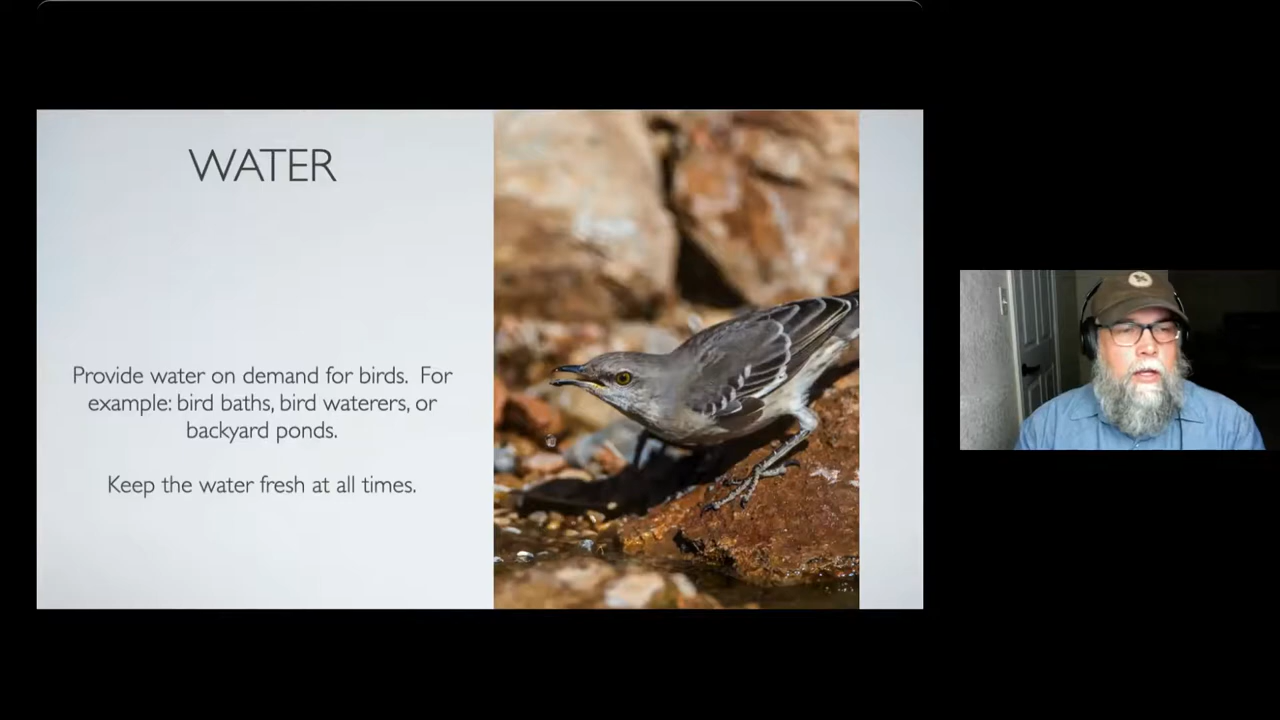 WATER
Provide water on demand for birds.  For
example: bird baths, bird waterers, or
backyard ponds.
Keep the water fresh at all times.